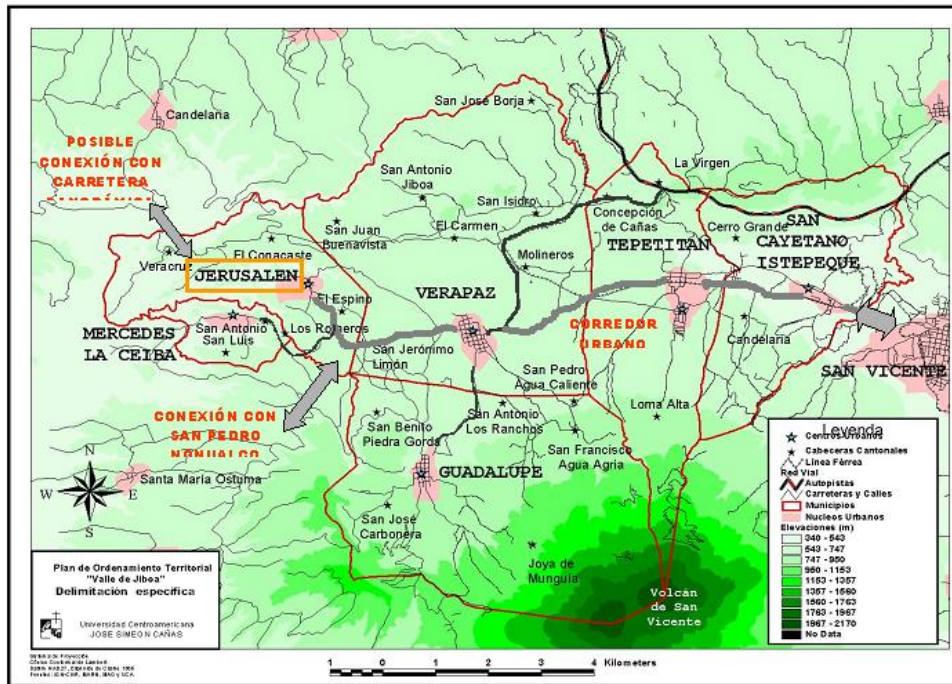 Candelaria
San José Borja
POSIBLE
CONEXIÓN CON
CARRETERA
La Virgen
San Antonio
Jiboa
San Isidro
Concepción
de Cañas
SAN
CAYETANO
ISTEPEQUE
San Juan
Buenavista
El Carmen
Cerro Grande
TEPETITAN
El Conacaste
Molineros
Veracruz
JERUSALEN
VERAPAZ
El Espino
MERCEDES
LA CEIBA
San Antonio
San Luis
Los Romeros
CORREDOR
URBANO
Candelaria
San Jerónimo
Limón
SAN VICENTE
San Pedro
Agua Caliente
CONEXIÓN CON
SAN PEDRO
NONUALCO
San Benito
Piedra Gorda
San Antonio
Los Ranchos
Loma Alta
San Francisco
Agua Agria
GUADALUPE
Santa María Ostuma
N
W E
S
San José
Carbonera
Joya de
Munguía
Volcán
de San
Vicente
Leyenda
Centros Urbanos
Cabeceras Cantonales
Línea Férrea
Red Vial
Autopistas
Carreteras y Calles
Municipios
Nucleos Urbanos
Elevaciones (m)
340 - 543
543 - 747
747 - 950
950 - 1153
1153 - 1357
1357 - 1560
1560 - 1763
1763 - 1967
1967 - 2170
No Data
Plan de Ordenamiento Territorial
"Valle de Jiboa"
Delimitación específica
Universidad Centroamericana
JOSE SIMEON CAÑAS
1 0 1 2 3 4 Kilometers